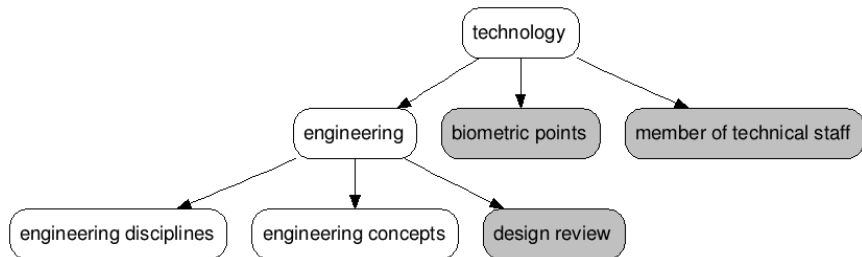 technology
engineering
biometric points
member of technical staff
engineering disciplines
engineering concepts
design review